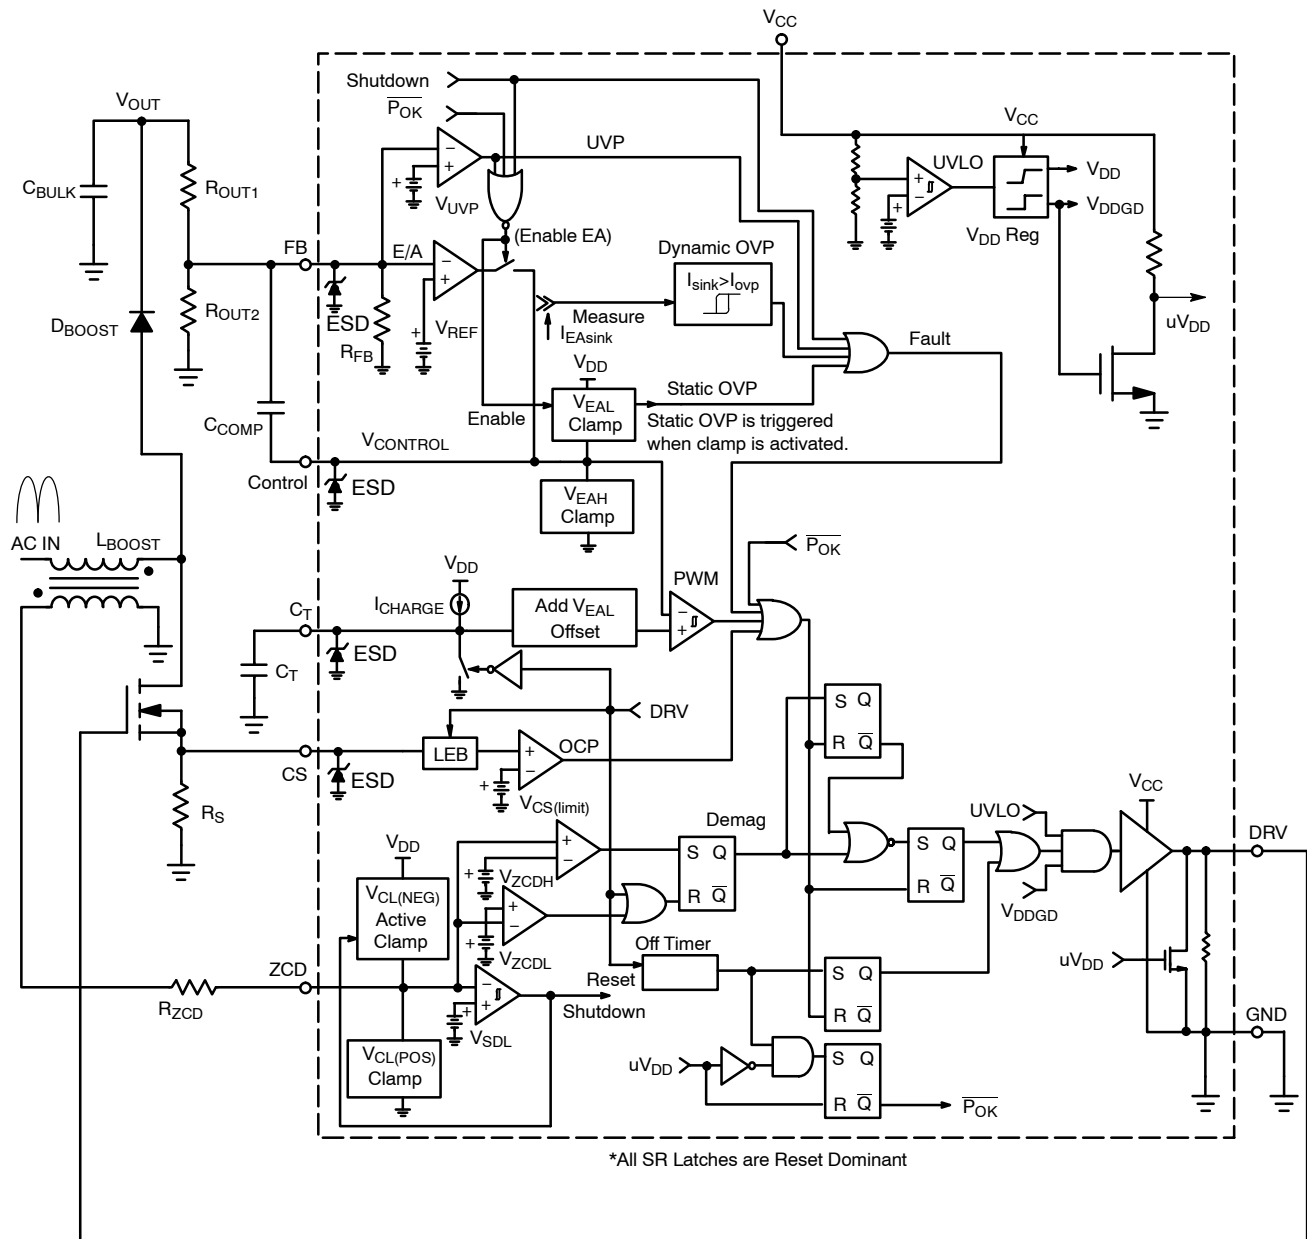 VCC
Shutdown
POK
VOUT
VCC
UVP
UVLO
VDD
CBULK
ROUT1
VUVP
VDDGD
(Enable EA)
VDD Reg
FB
E/A
Dynamic OVP
Isink>Iovp
DBOOST
ROUT2
ESD
VREF
Measure
IEAsink
uVDD
RFB
Fault
VDD
Static OVP
VEAL
Clamp
Enable
Static OVP is triggered
when clamp is activated.
CCOMP
VCONTROL
Control
ESD
VEAH
Clamp
AC IN
LBOOST
POK
VDD
PWM
ICHARGE
CT
Add VEAL
Offset
ESD
CT
DRV
S Q
R Q
OCP
LEB
CS
ESD
VCS(limit)
VCC
RS
Demag
UVLO
DRV
VDD
S Q
R Q
VZCDH
S Q
R Q
VCL(NEG)
Active
Clamp
VDDGD
Off Timer
VZCDL
uVDD
ZCD
Reset
S Q
R Q
RZCD
Shutdown
GND
VSDL
VCL(POS)
Clamp
uVDD
S Q
R Q
POK
*All SR Latches are Reset Dominant